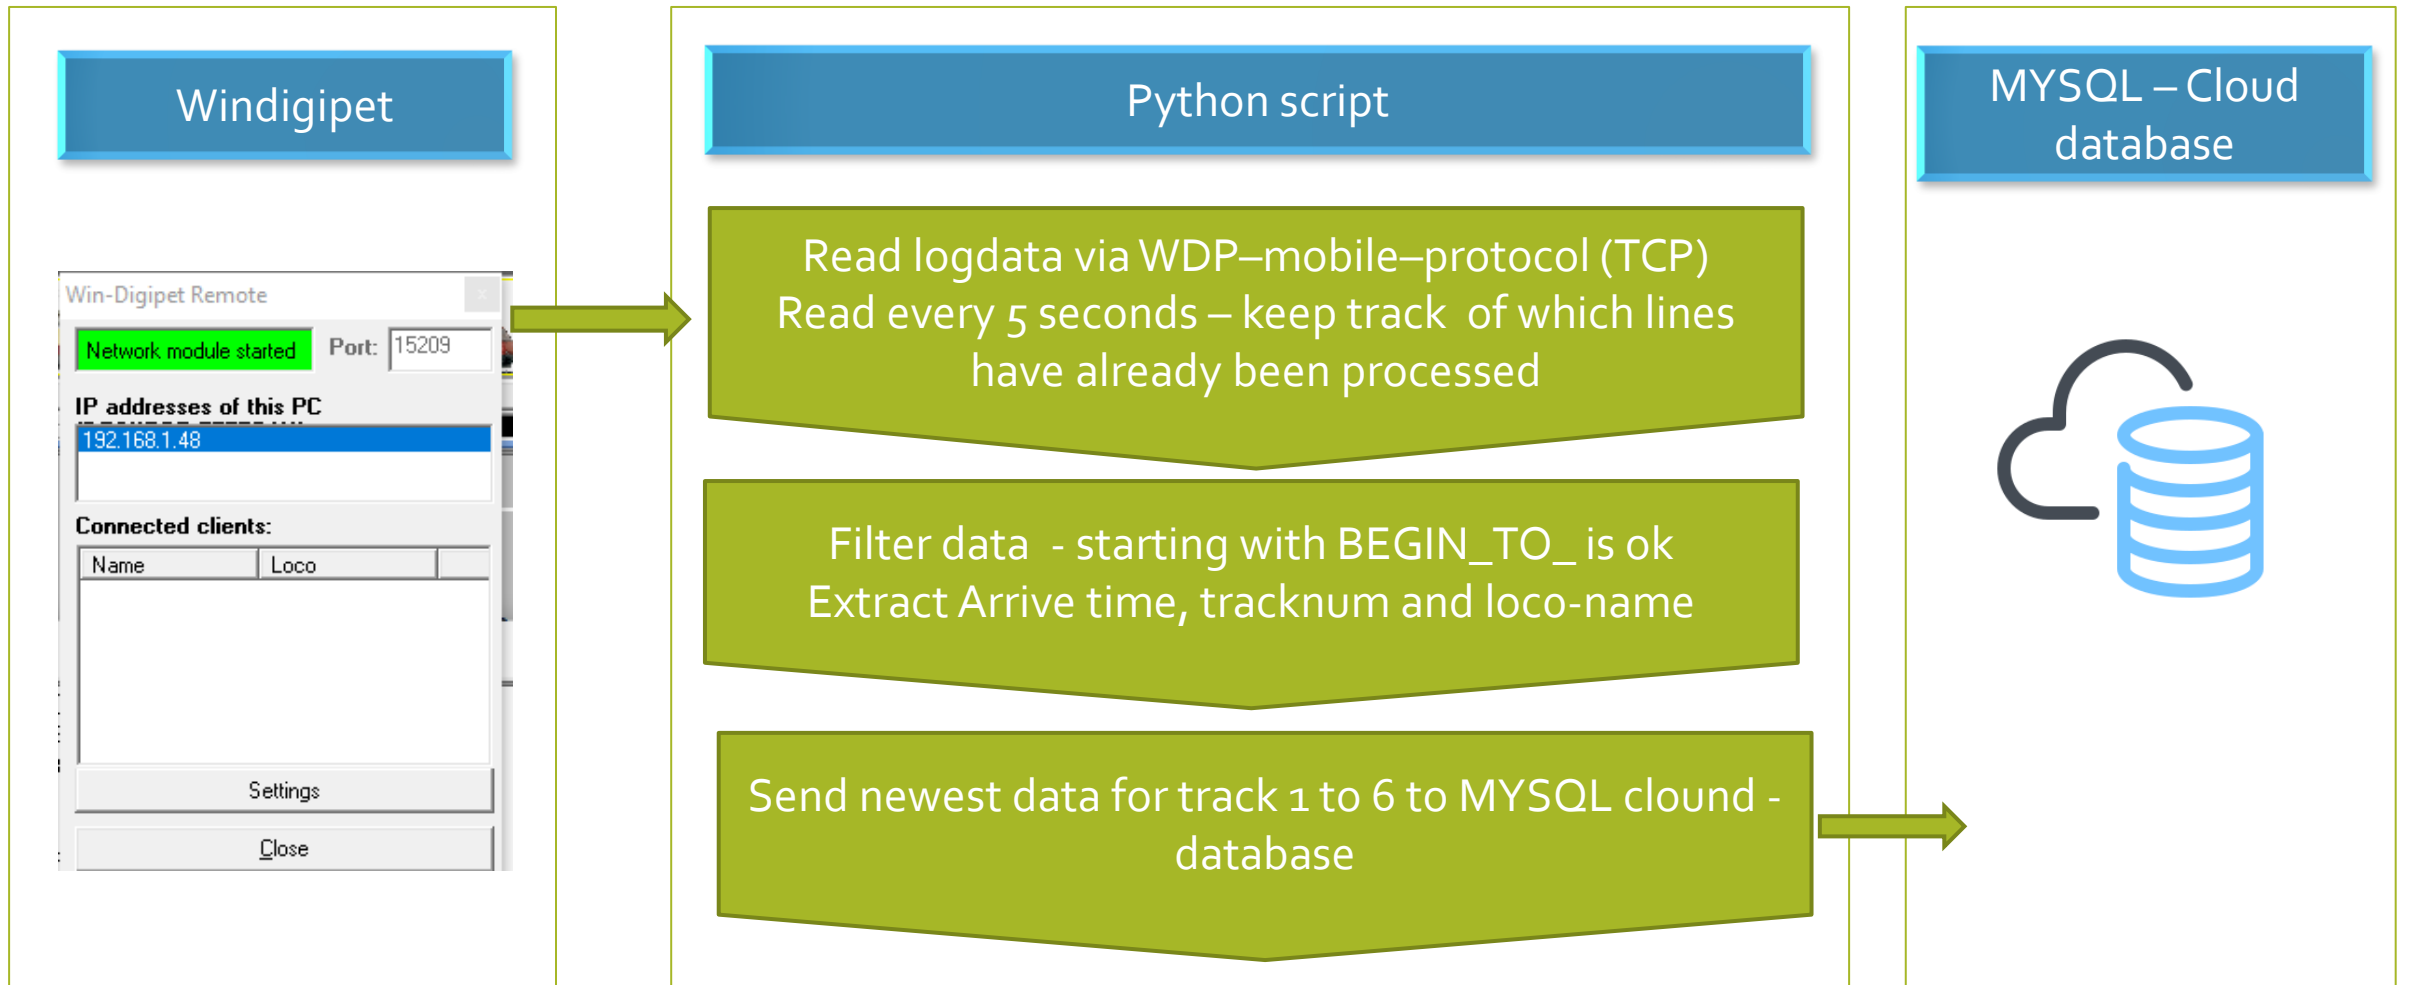 Windigipet
Win-Digipet Remote
x
Network module started
Port:
15209
IP addresses of this PC
192.168.1.48
Connected clients:
Name
Loco
Settings
Close
Python script
Read logdata via WDP–mobile–protocol (TCP)
Read every 5 seconds – keep track  of which lines
have already been processed
Filter data  - starting with BEGIN_TO_ is ok
Extract Arrive time, tracknum and loco-name
Send newest data for track 1 to 6 to MYSQL clound -
database
MYSQL – Cloud
database